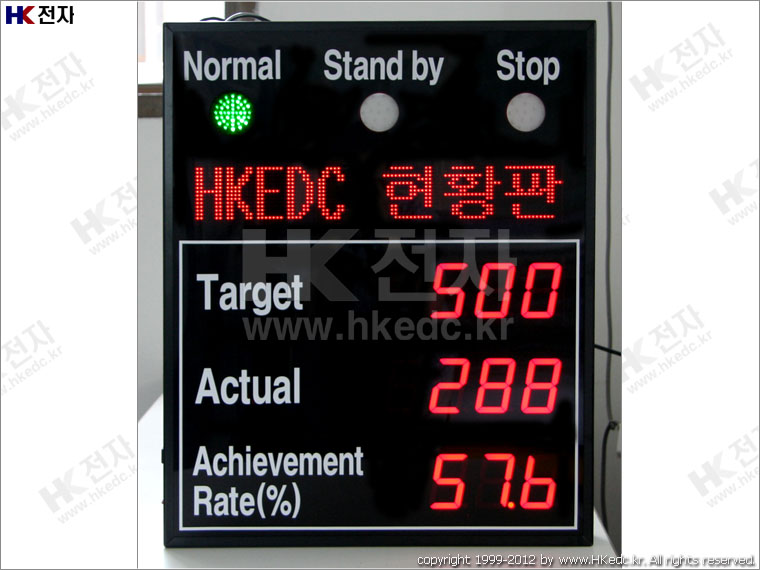 HK 전자
Normal Stand by Stop
HKEDC 현황판
Target 500
HK 전자
www.hkedc.kr
Actual 288
Achievement
Rate(%) 57.6
copyright 1999-2012 by www.HKedc.kr. All rights reserved.